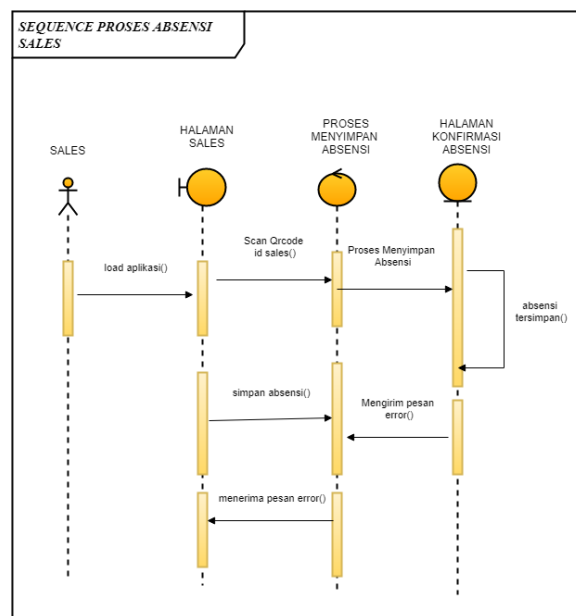 SEQUENCE PROSES ABSENSI
SALES
SALES
HALAMAN
SALES
PROSES
MENYIMPAN
ABSENSI
HALAMAN
KONFIRMASI
ABSENSI
load aplikasi()
Scan Qrcode
id sales()
Proses Menyimpan
Absensi
absensi
tersimpan()
simpan absensi()
Mengirim pesan
error()
menerima pesan error()